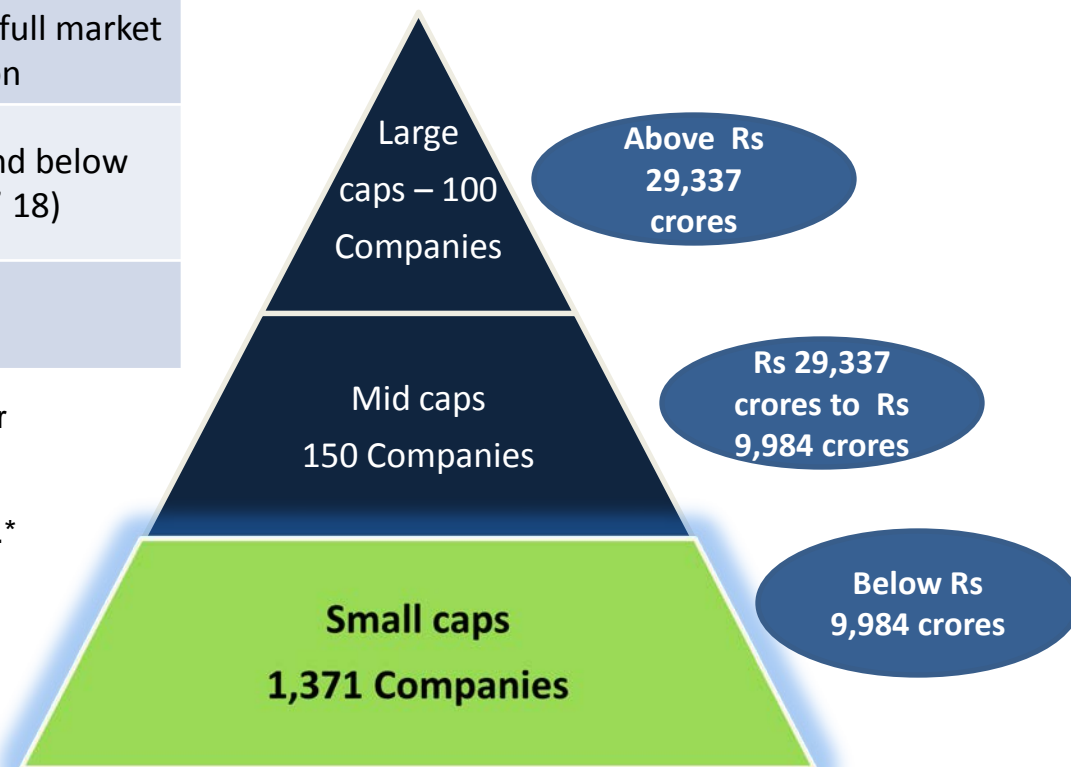 full market
on
nd below
18)
r
.*
Large
caps – 100
Companies
Above Rs
29,337
crores
Mid caps
150 Companies
Rs 29,337
crores to Rs
9,984 crores
Small caps
1,371 Companies
Below Rs
9,984 crores